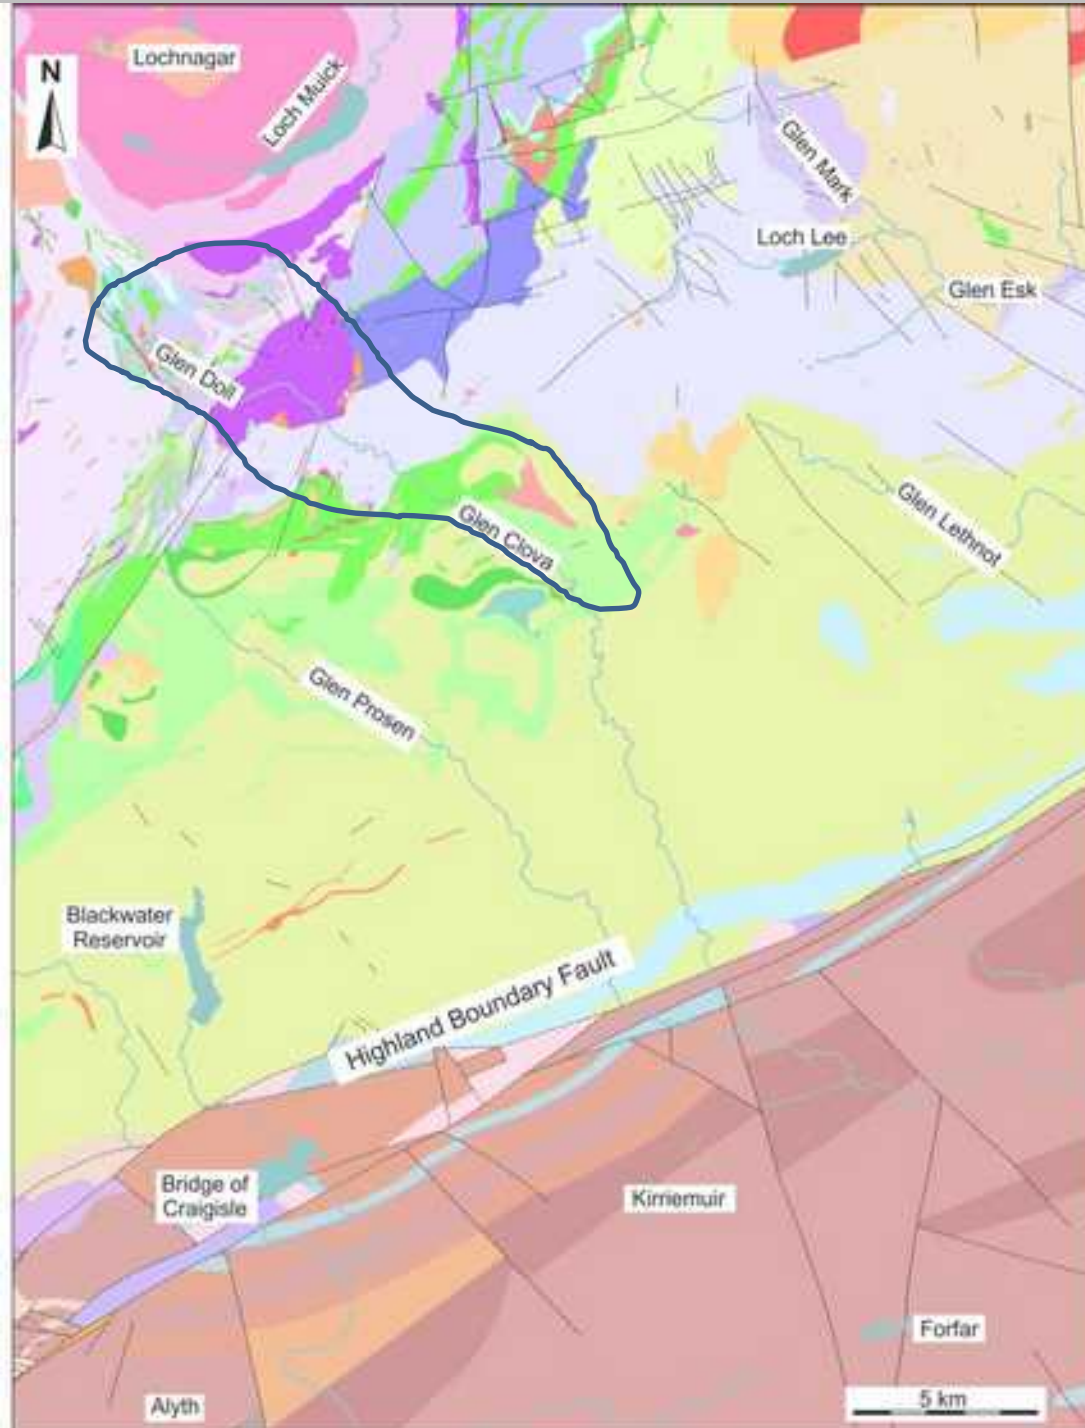 Lochnagar
N
Loch Muick
Glen Mark
Loch Lee
Glen Esk
Glen Doll
Glen Lethnot
Glen Clova
Glen Prosen
Blackwater
Reservoir
Highland Boundary Fault
Bridge of
Craigisle
Kirriemuir
Forfar
5 km
Alyth